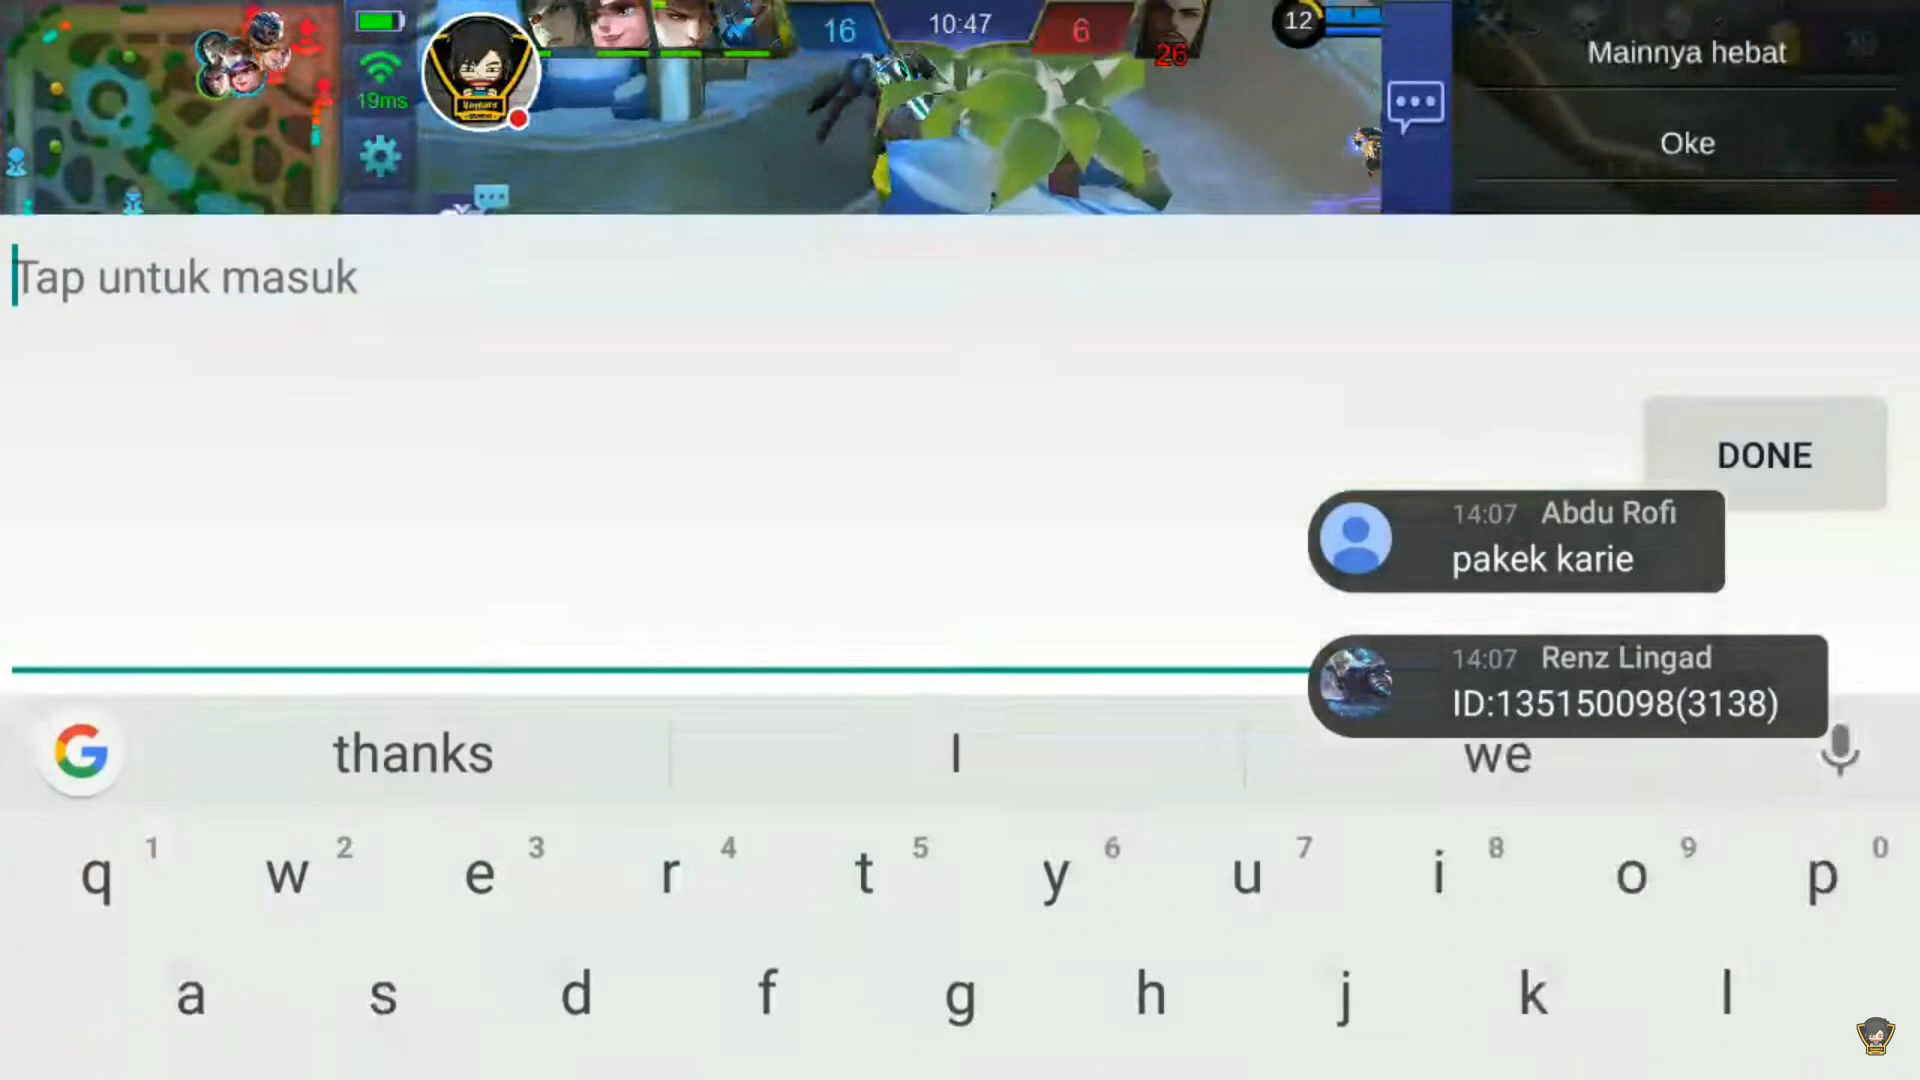 19ms
16
10:47
6
26
12
Mainnya hebat
Oke
Tap untuk masuk
DONE
14:07 Abdu Rofi
pakek karie
14:07 Renz Lingad
ID:135150098(3138)
thanks
I
we
1 2 3 4 5 6 7 8 9 0
q w e r t y u i o p
a s d f g h j k l